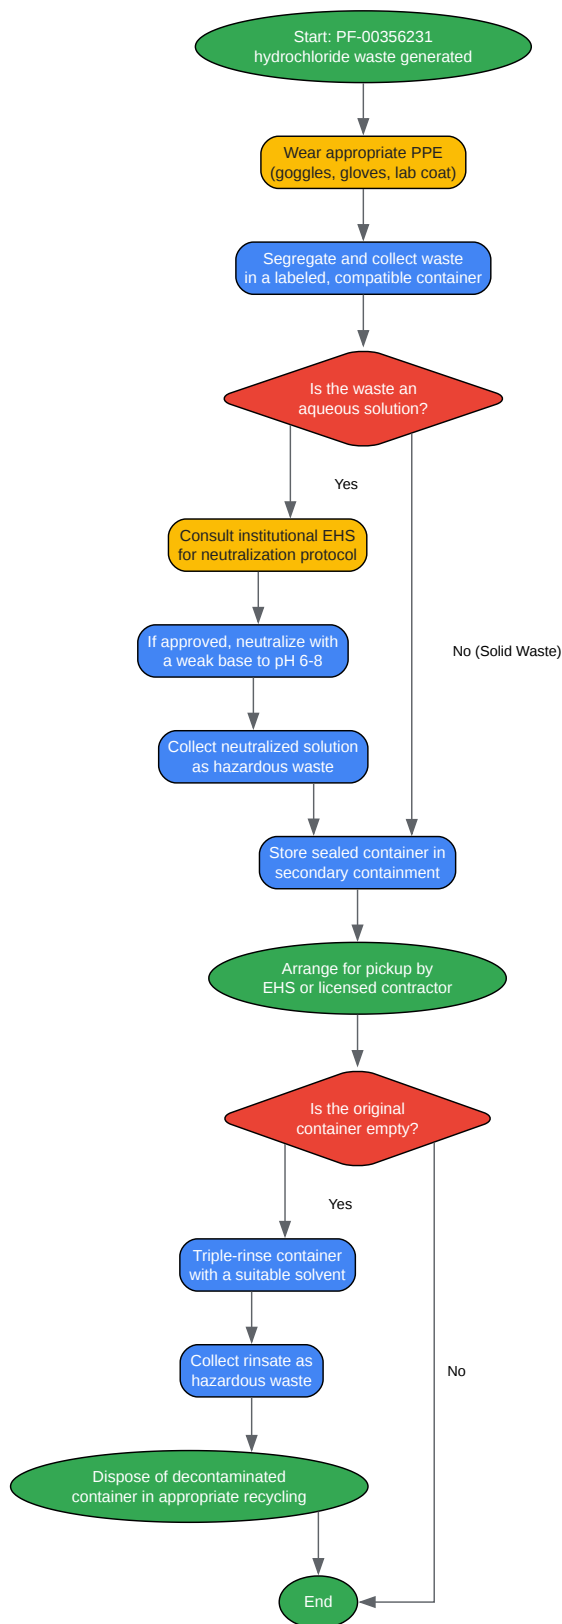 Start: PF-00356231
hydrochloride waste generated
Wear appropriate PPE
(goggles, gloves, lab coat)
Segregate and collect waste
in a labeled, compatible container
Is the waste an
aqueous solution?
Yes
Consult institutional EHS
for neutralization protocol
If approved, neutralize with
a weak base to pH 6-8
No (Solid Waste)
Collect neutralized solution
as hazardous waste
Store sealed container in
secondary containment
Arrange for pickup by
EHS or licensed contractor
Is the original
container empty?
Yes
Triple-rinse container
with a suitable solvent
Collect rinsate as
hazardous waste
No
Dispose of decontaminated
container in appropriate recycling
End